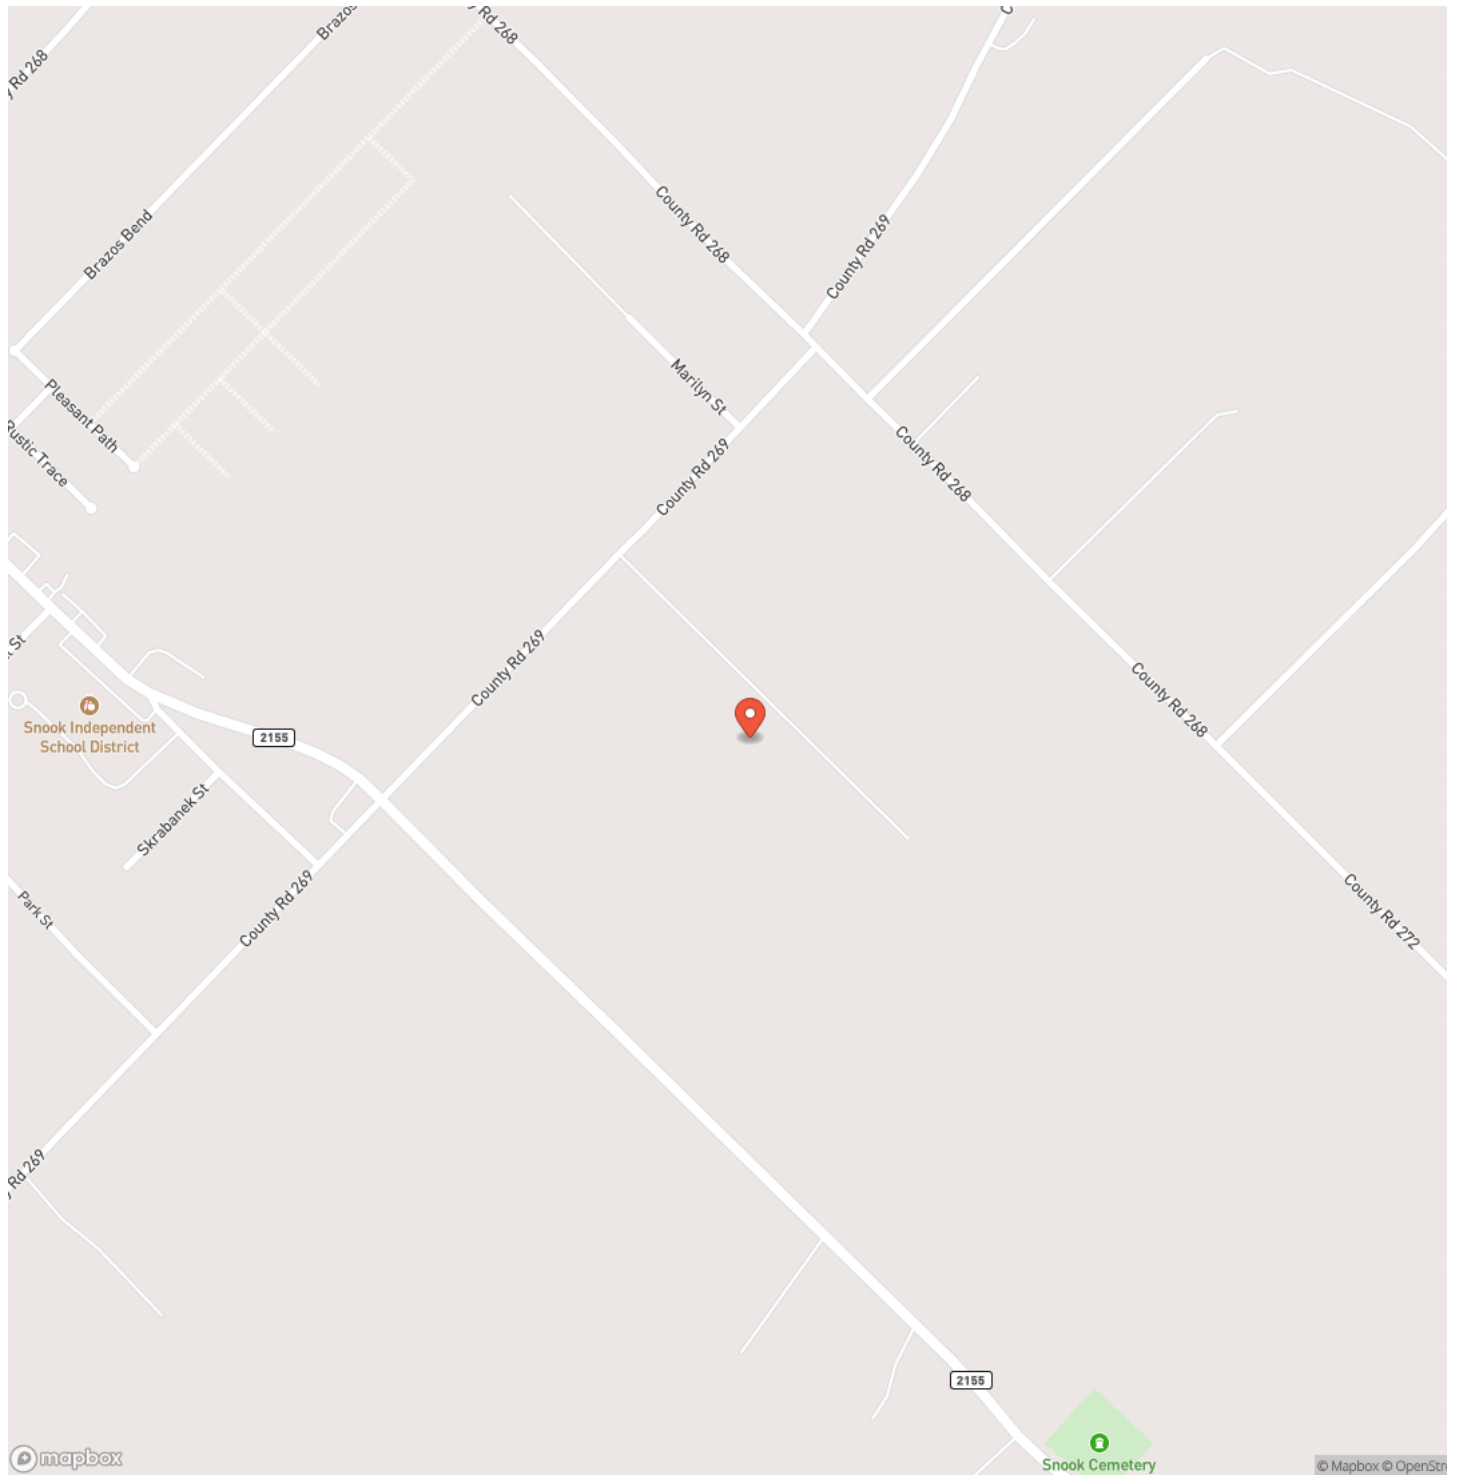 Brazos
y Rd 268
y Rd 268
C
County Rd 268
County Rd 269
Brazos Bend
Marilyn St
Pleasant Path
Rustic Trace
County Rd 269
County Rd 268
St
County Rd 269
County Rd 268
Snook Independent
School District
2155
Skrabanek St
County Rd 269
Park St
County Rd 272
y Rd 269
2155
Snook Cemetery
mapbox
© Mapbox © OpenStre